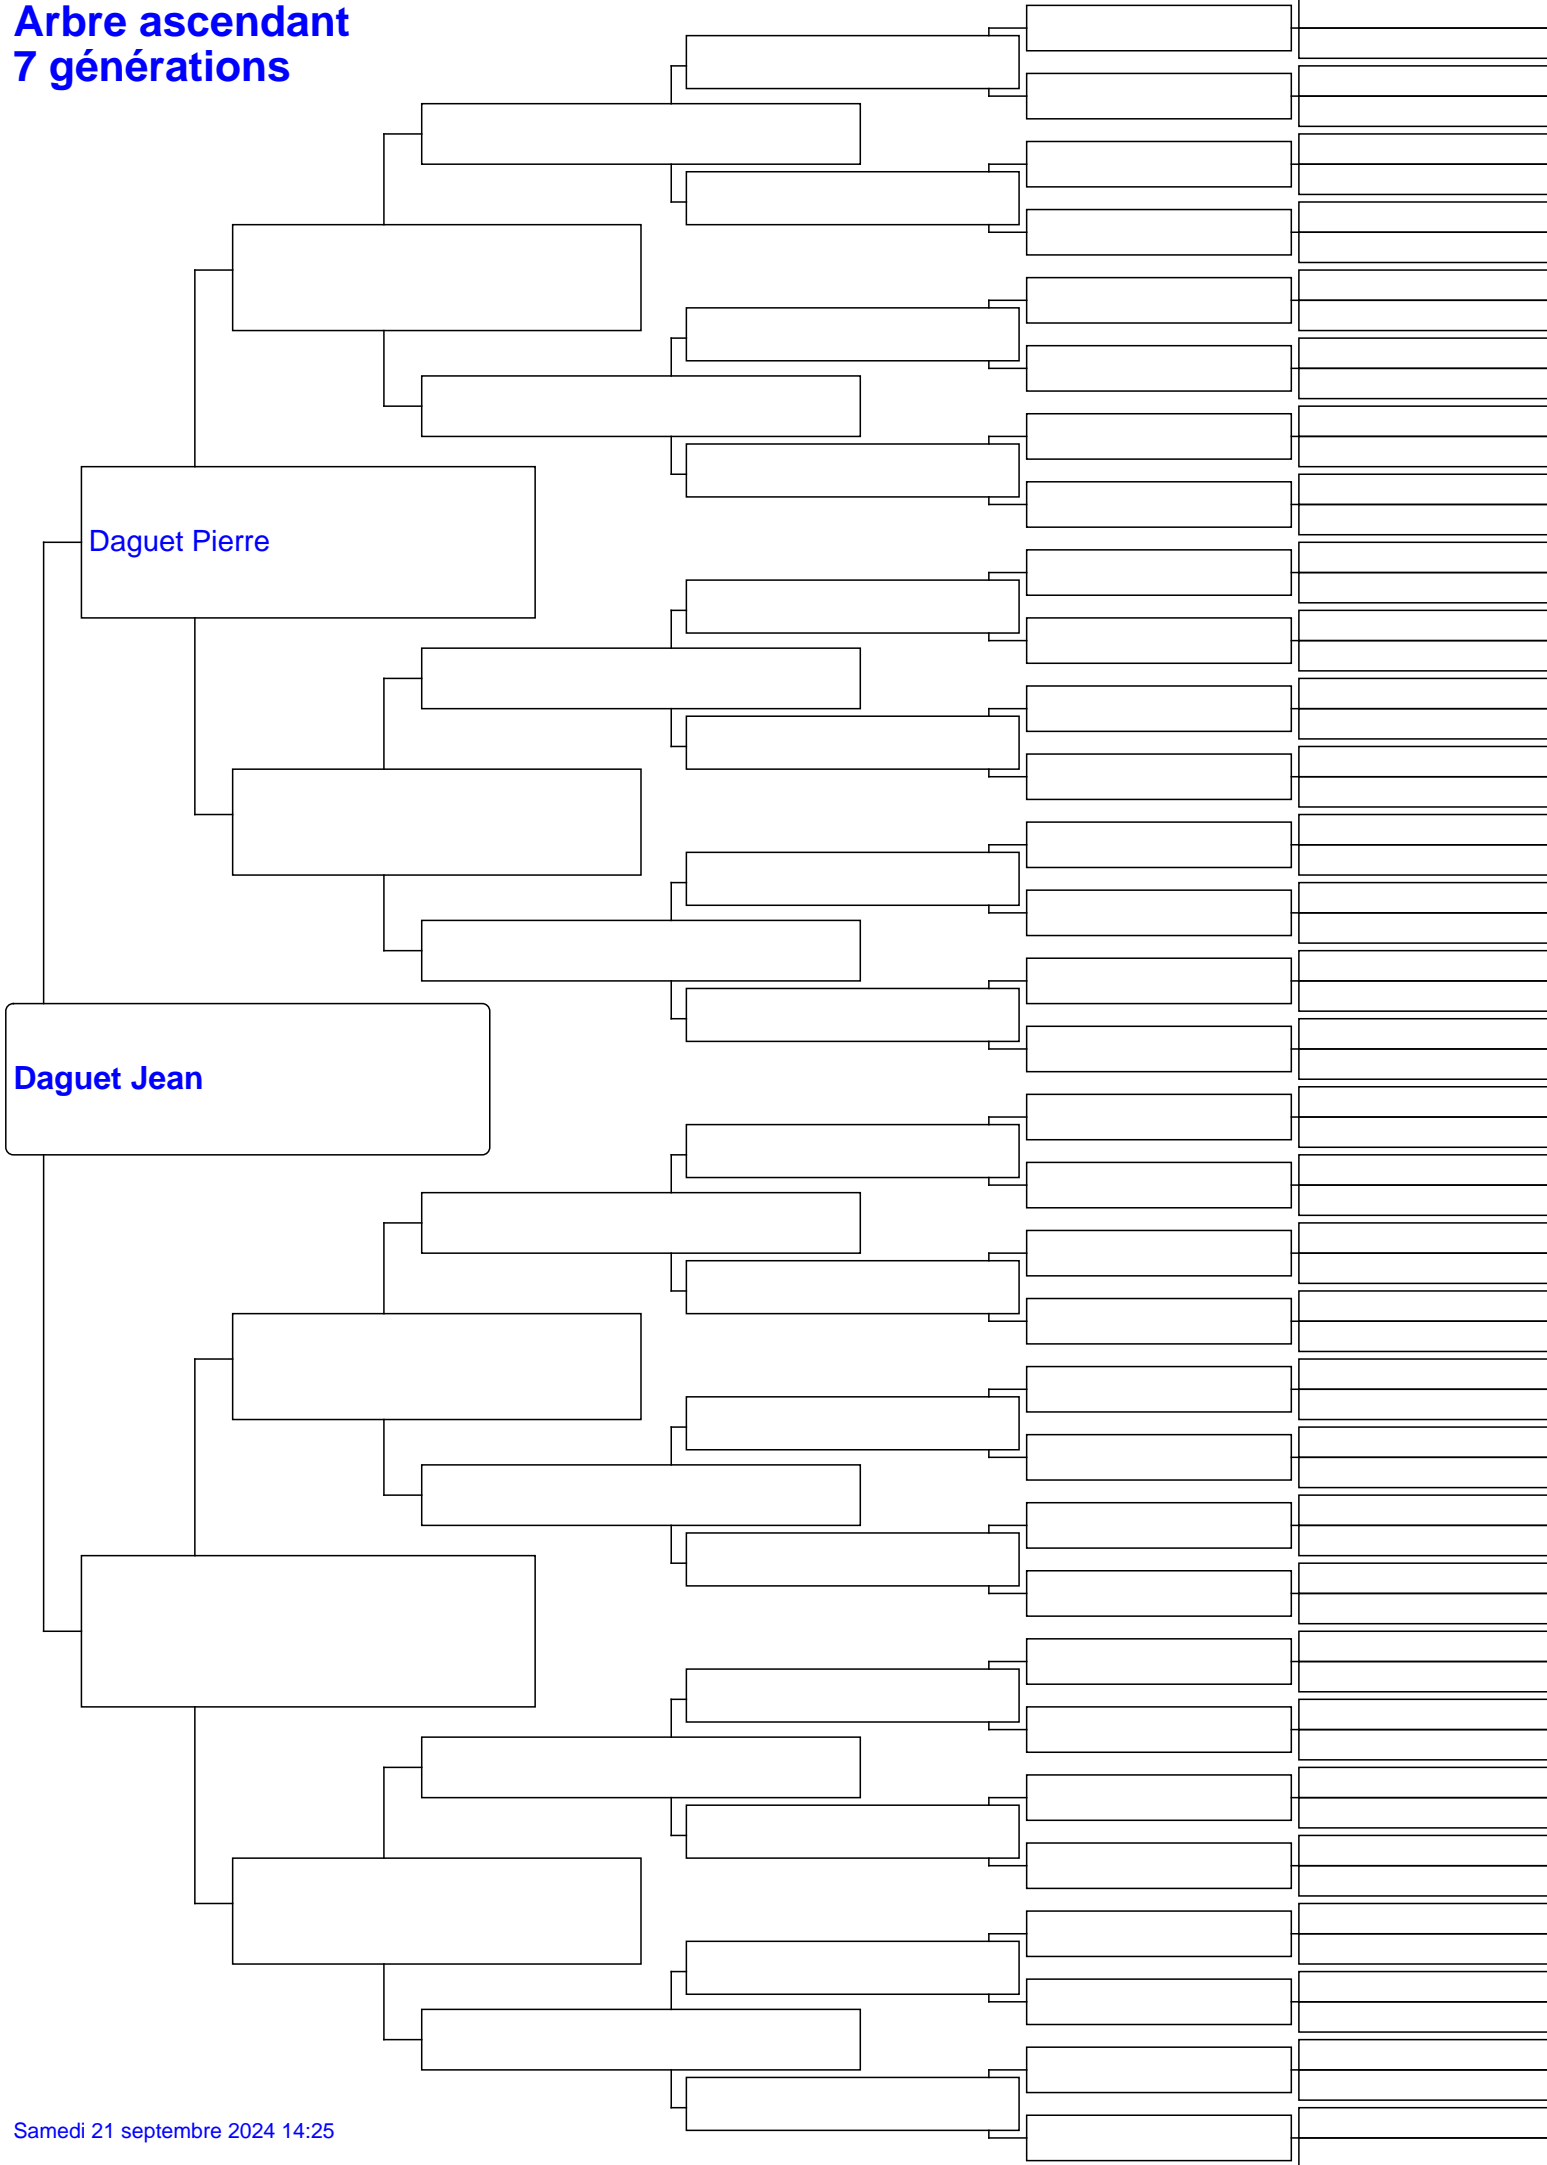 Arbre ascendant
7 générations
Daguet Pierre
Daguet Jean
Samedi 21 septembre 2024 14:25